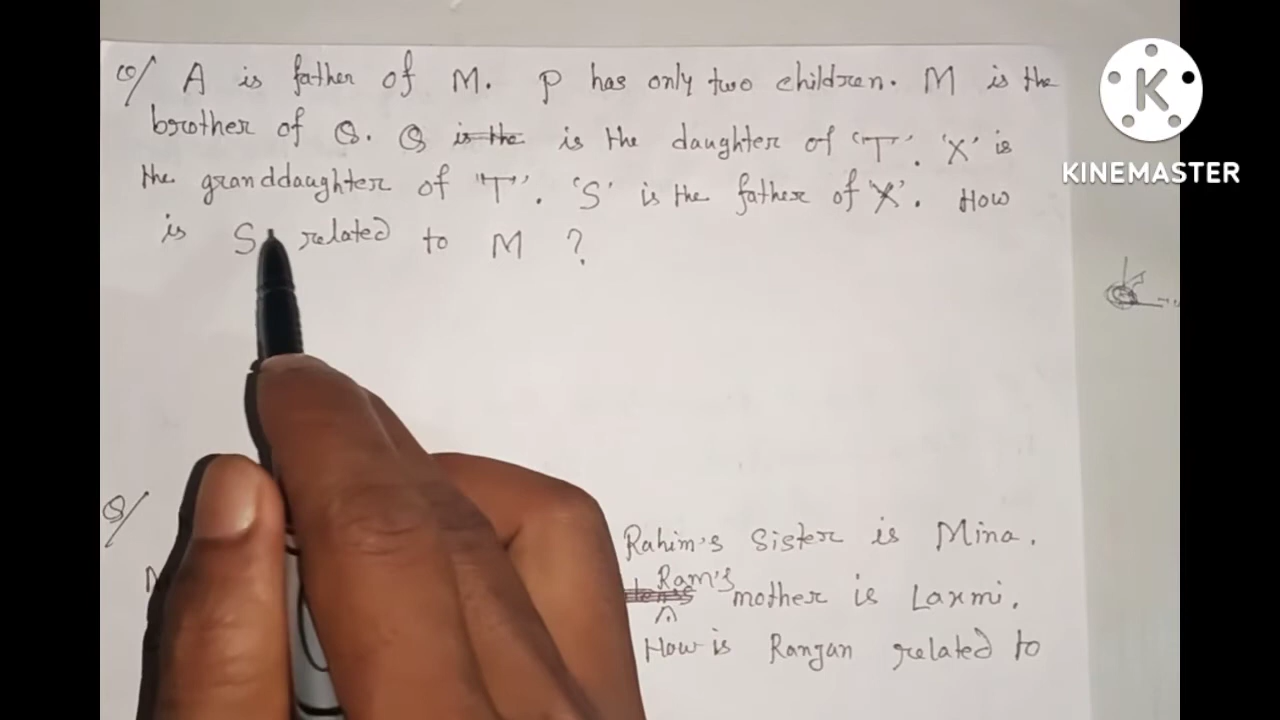 Q/ A is father of M. P has only two children. M is the
brother of Q. Q is the is the daughter of 'T'. 'X' is
the granddaughter of "T". 'S' is the father of 'X'. How
is S related to M ?
K
KINEMASTER
Q/
Rahim's sister is Mina.
Ram's
mother is Laxmi.
How is Ranjan related to